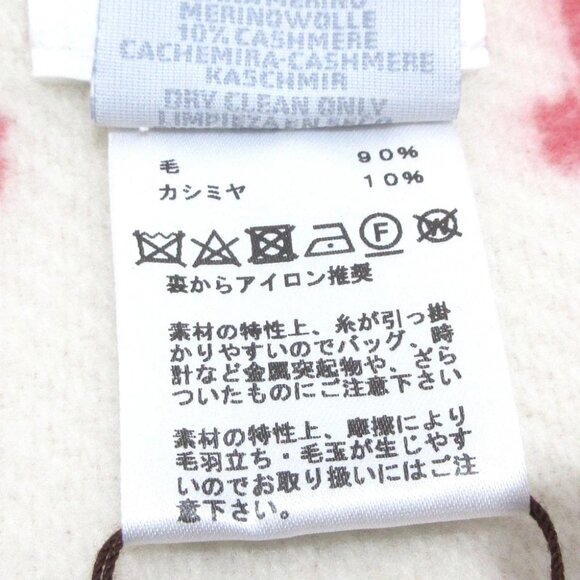 MERINOWOLLE
10% CASHMERE
CACHEMIRA-CASHMERE
KASCHMIR
DRY CLEAN ONLY
LIMPIEZA EN
毛 90%
カシミヤ 10%
F W
裏からアイロン推奨
素材の特性上、糸が引っ掛
かりやすいのでバッグ、時
計など金属突起物や、ざら
ついたものにご注意下さい
素材の特性上、摩擦により
毛羽立ち・毛玉が生じやす
いのでお取り扱いにはご注
意下さい。